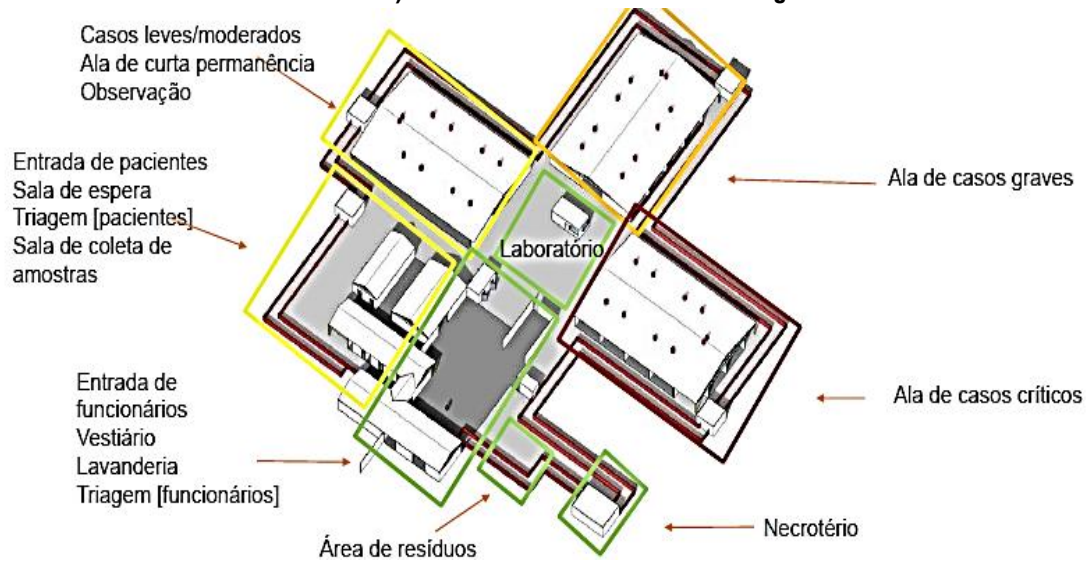 Casos leves/moderados
Ala de curta permanência
Observação
Entrada de pacientes
Sala de espera
Triagem [pacientes]
Sala de coleta de
amostras
Laboratório
Ala de casos graves
Entrada de
funcionários
Vestiário
Lavanderia
Triagem [funcionários]
Ala de casos críticos
Área de resíduos
Necrotério